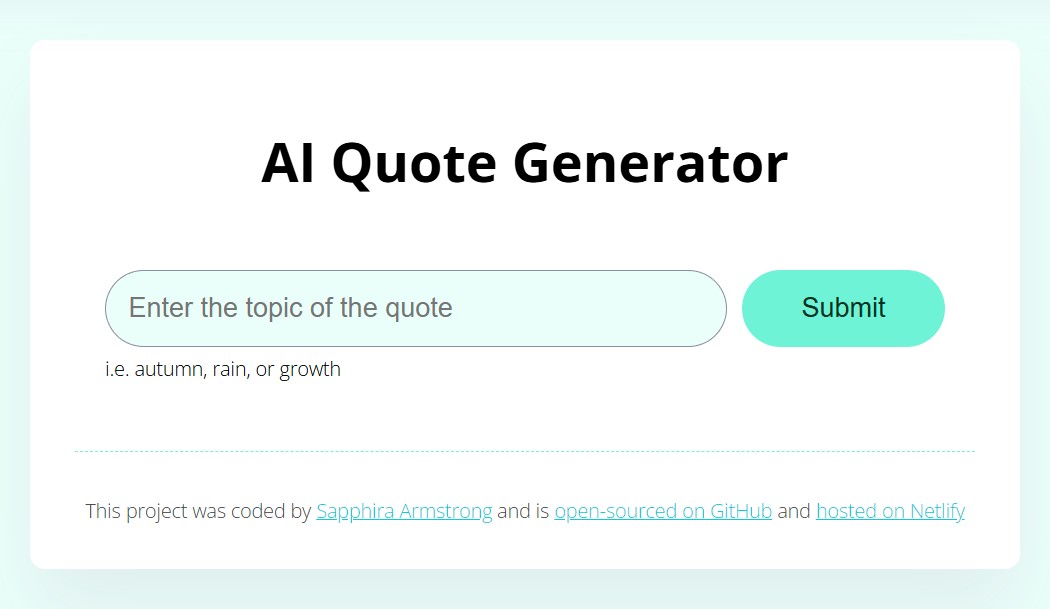 AI Quote Generator
Enter the topic of the quote
Submit
i.e. autumn, rain, or growth
This project was coded by Sapphira Armstrong and is open-sourced on GitHub and hosted on Netlify